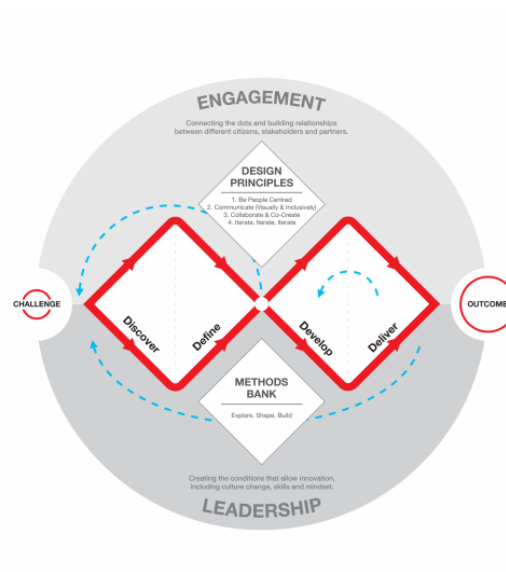 ENGAGEMENT
Connecting the dots and building relationships
between different citizens, stakeholders and partners.
DESIGN
PRINCIPLES
1. Be People Centred
2. Communicate (Visually & Inclusively)
3. Collaborate & Co-Create
4. Iterate, Iterate, Iterate
CHALLENGE
OUTCOME
Discover
Define
Develop
Deliver
METHODS
BANK
Explore, Shape, Build
Creating the conditions that allow innovation,
including culture change, skills and mindset.
LEADERSHIP